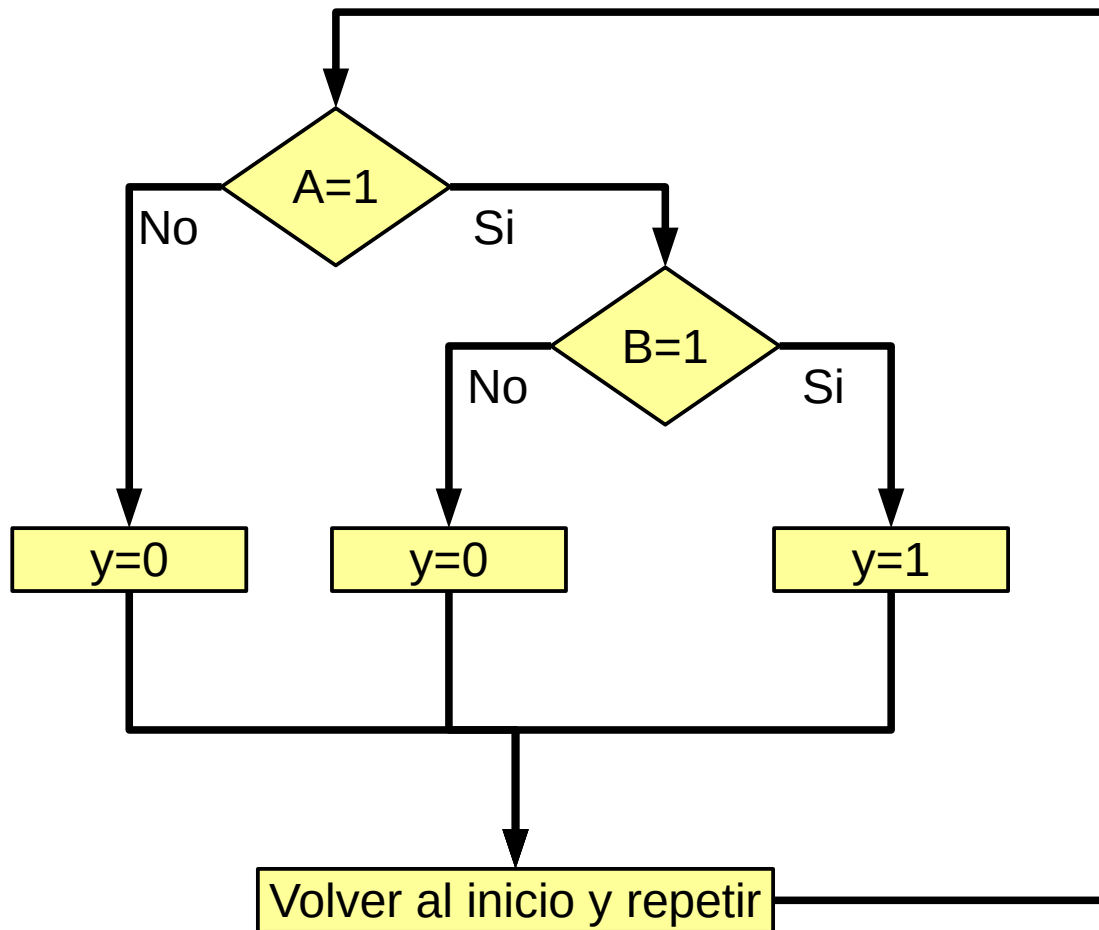 A=1
No
Si
B=1
No
Si
y=0
y=0
y=1
Volver al inicio y repetir